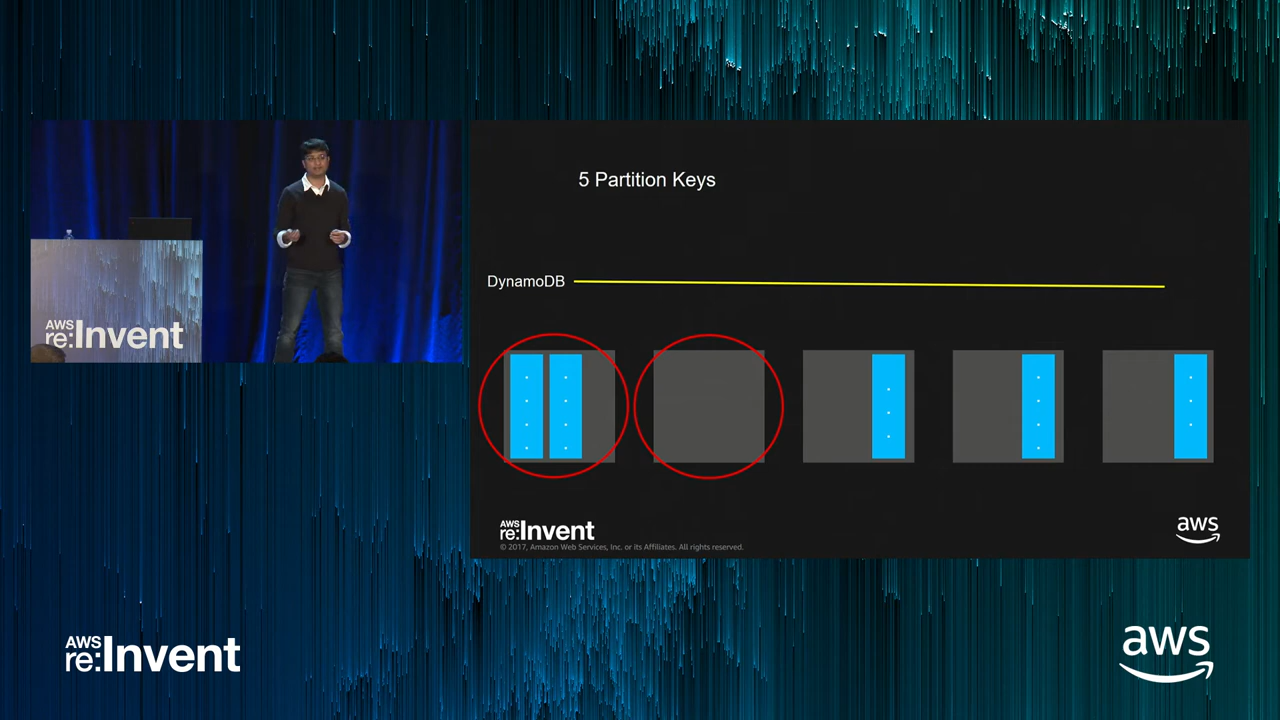 5 Partition Keys
DynamoDB
AWS
re:Invent
AWS
re:Invent
© 2017, Amazon Web Services, Inc. or its Affiliates. All rights reserved.
aws
AWS
re:Invent
aws